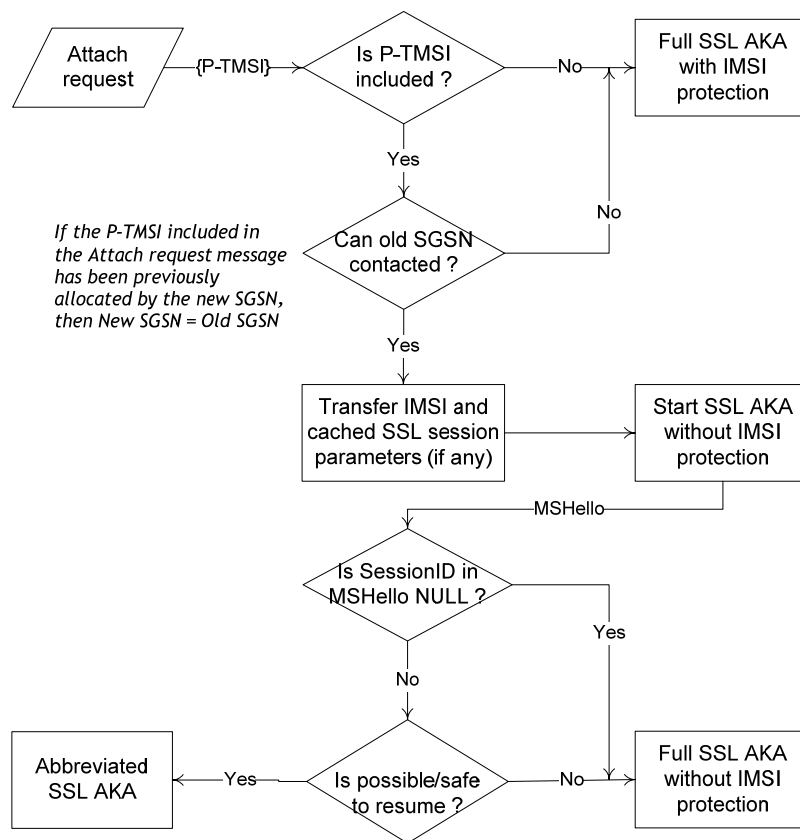 Attach
request
{P-TMSI}
Is P-TMSI
included ?
No
Full SSL AKA
with IMSI
protection
Yes
No
If the P-TMSI included in
the Attach request message
has been previously
allocated by the new SGSN,
then New SGSN = Old SGSN
Can old SGSN
contacted ?
Yes
Transfer IMSI and
cached SSL session
parameters (if any)
Start SSL AKA
without IMSI
protection
MSHello
Is SessionID in
MSHello NULL ?
Yes
No
Abbreviated
SSL AKA
Yes
Is possible/safe
to resume ?
No
Full SSL AKA
without IMSI
protection